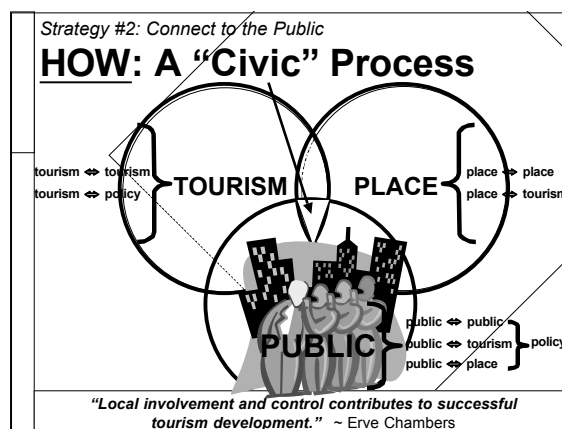 Strategy #2: Connect to the Public
HOW: A “Civic” Process
tourism ⇔ tourism
tourism ⇔ policy
TOURISM
PLACE
place ⇔ place
place ⇔ tourism
PUBLIC
public ⇔ public
public ⇔ tourism
public ⇔ place
policy
“Local involvement and control contributes to successful
tourism development.” ~ Erve Chambers